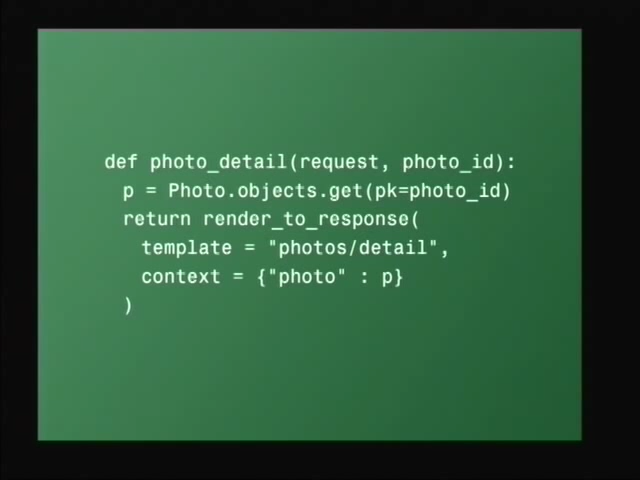 def photo_detail(request, photo_id):
p = Photo.objects.get(pk=photo_id)
return render_to_response(
template = "photos/detail",
context = {"photo" : p}
)